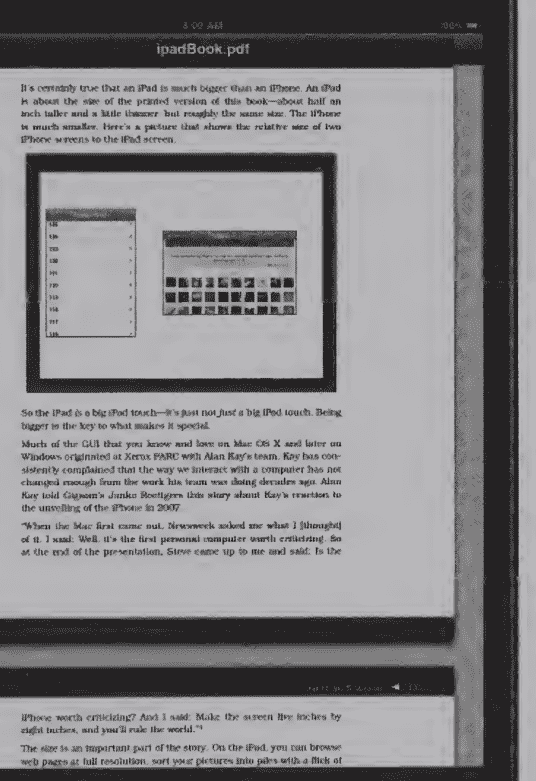 8:00 AM
ipadBook.pdf
It's certainly true that an iPad is much bigger than an iPhone. An iPad
is about the size of the printed version of this book—about half an
inch taller and a little thinner, but roughly the same size. The iPhone
is much smaller. Here's a picture that shows the relative size of two
iPhone screens to the iPad screen.
So the iPad is a big iPod touch—it's just not just a big iPod touch. Being
bigger is the key to what makes it special.
Much of the GUI that you know and love on Mac OS X and later on
Windows originated at Xerox PARC with Alan Kay's team. Kay has con-
sistently complained that the way we interact with a computer has not
changed enough from the work his team was doing decades ago. Alan
Kay told Gigaom's Janko Roettgers this story about Kay's reaction to
the unveiling of the iPhone in 2007.
"When the Mac first came out, Newsweek asked me what I [thought]
of it. I said: Well, it's the first personal computer worth criticizing. So
at the end of the presentation, Steve came up to me and said: Is the
iPhone worth criticizing? And I said: Make the screen five inches by
eight inches, and you'll rule the world."
The size is an important part of the story. On the iPad, you can browse
web pages at full resolution, sort your pictures into piles with a flick of